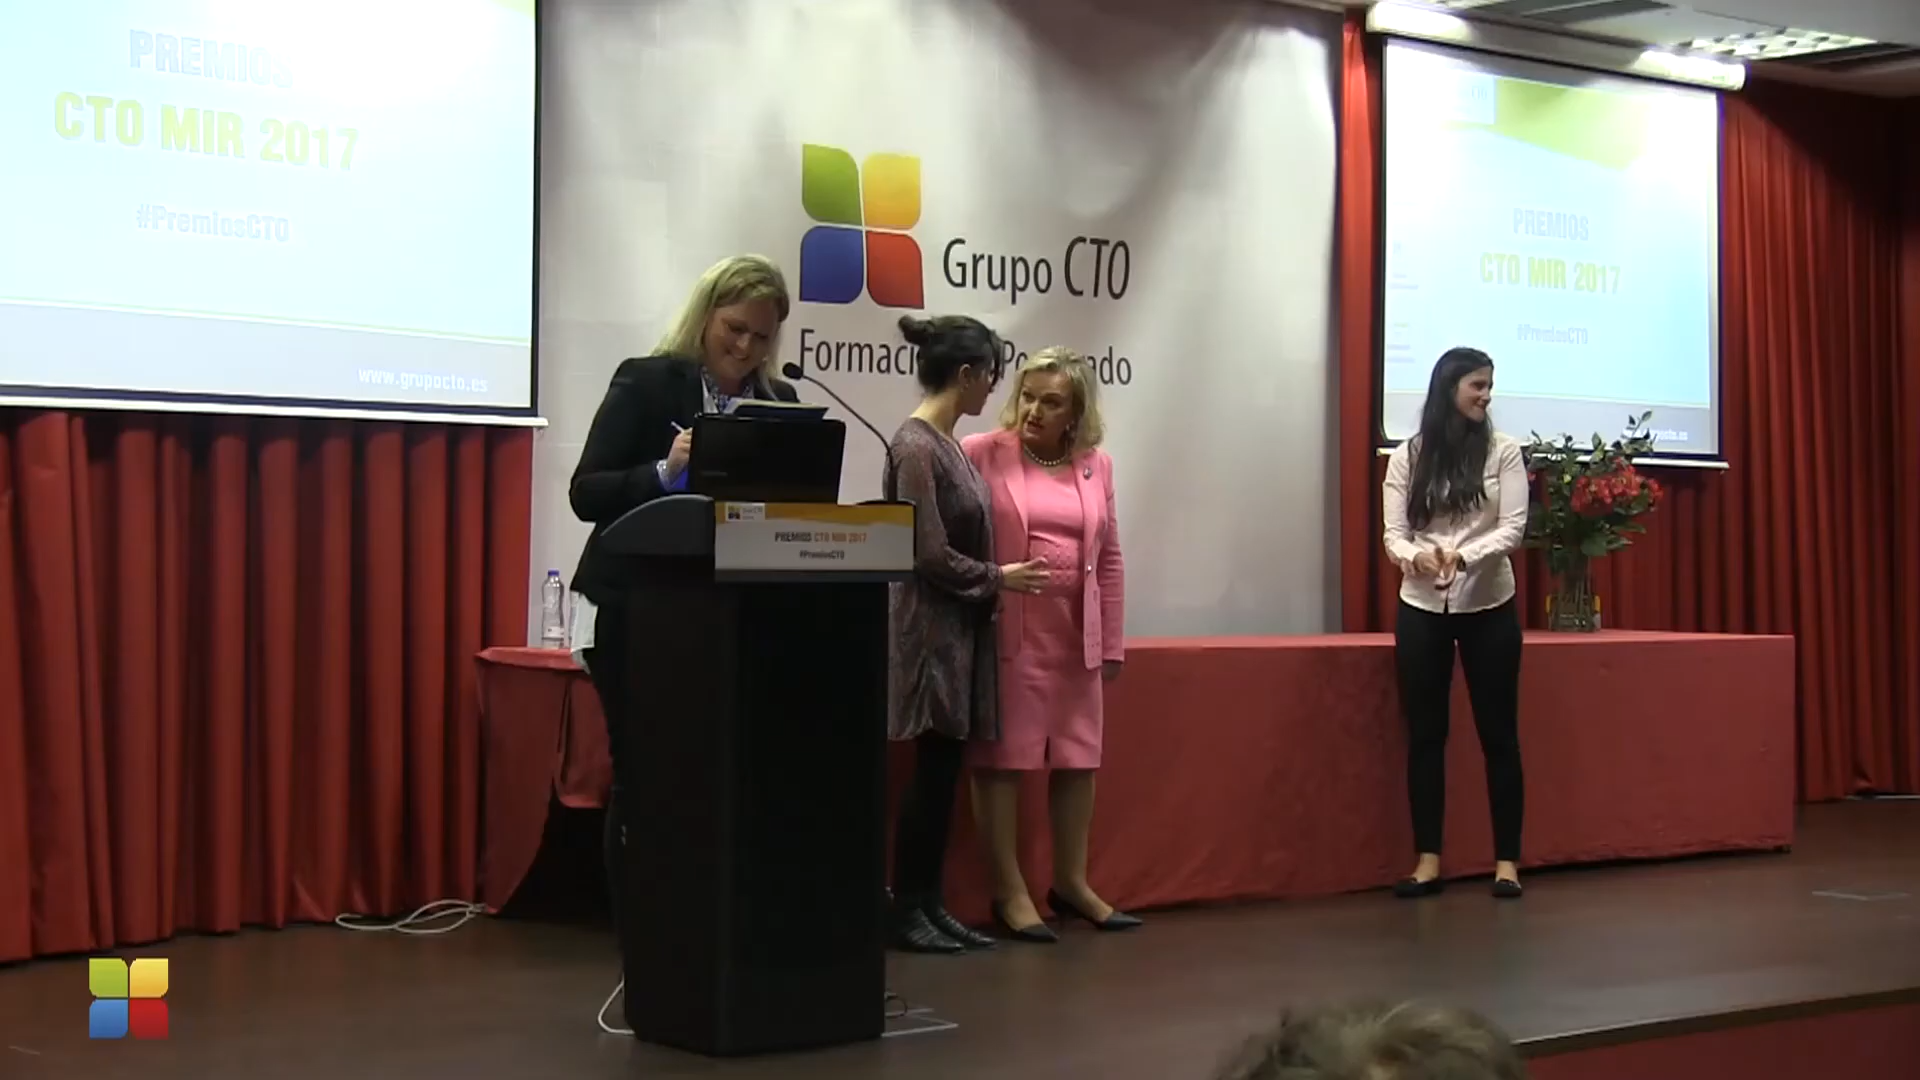 PREMIOS
CTO MIR 2017
#PremiosCTO
www.grupocto.es
Grupo CTO
Formaci
Po
ado
PREMIOS CTO MIR 2017
#PremiosCTO
PREMIOS
CTO MIR 2017
#PremiosCTO